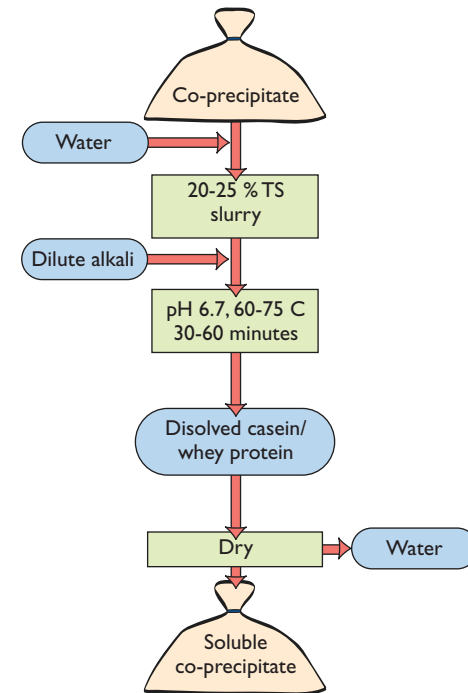 Co-precipitate
Water
20-25 % TS
slurry
Dilute alkali
pH 6.7, 60-75 C
30-60 minutes
Disolved casein/
whey protein
Dry
Water
Soluble
co-precipitate